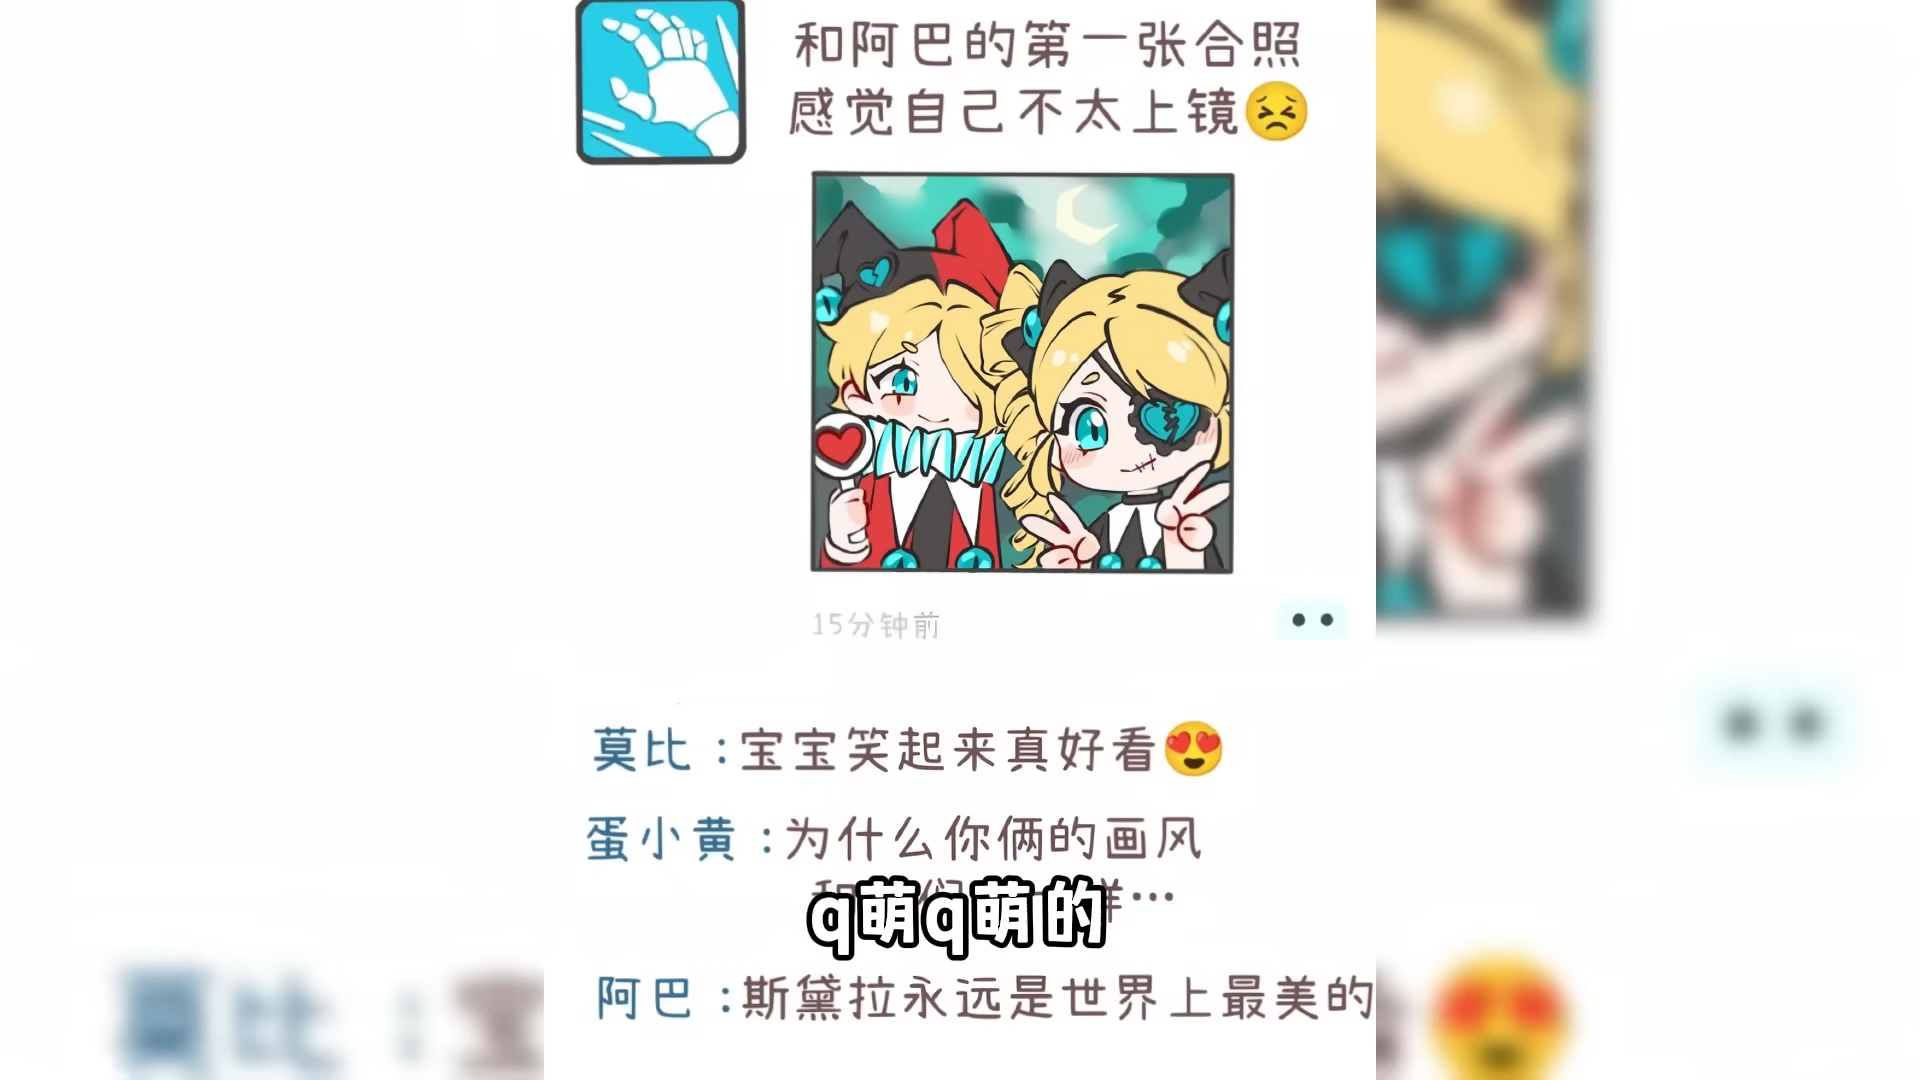 和阿巴的第一张合照
感觉自己不太上镜😣
15分钟前
莫比:宝宝笑起来真好看😍
蛋小黄:为什么你俩的画风
q萌q萌的
阿巴:斯黛拉永远是世界上最美的